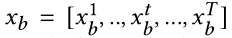 x_b = [x_b^1, .., x_b^t, ..., x_b^T]